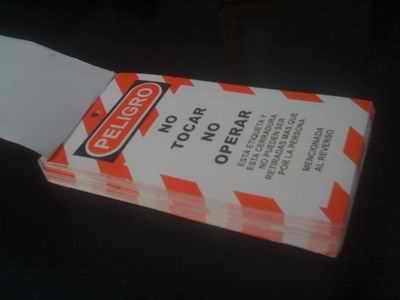 PELIGRO
NO
TOCAR
NO
OPERAR
ESTA ETIQUETA Y
ESTA CERRADURA
NO PUEDEN SER
RETIRADAS MAS QUE
POR LA PERSONA
MENCIONADA
AL REVERSO